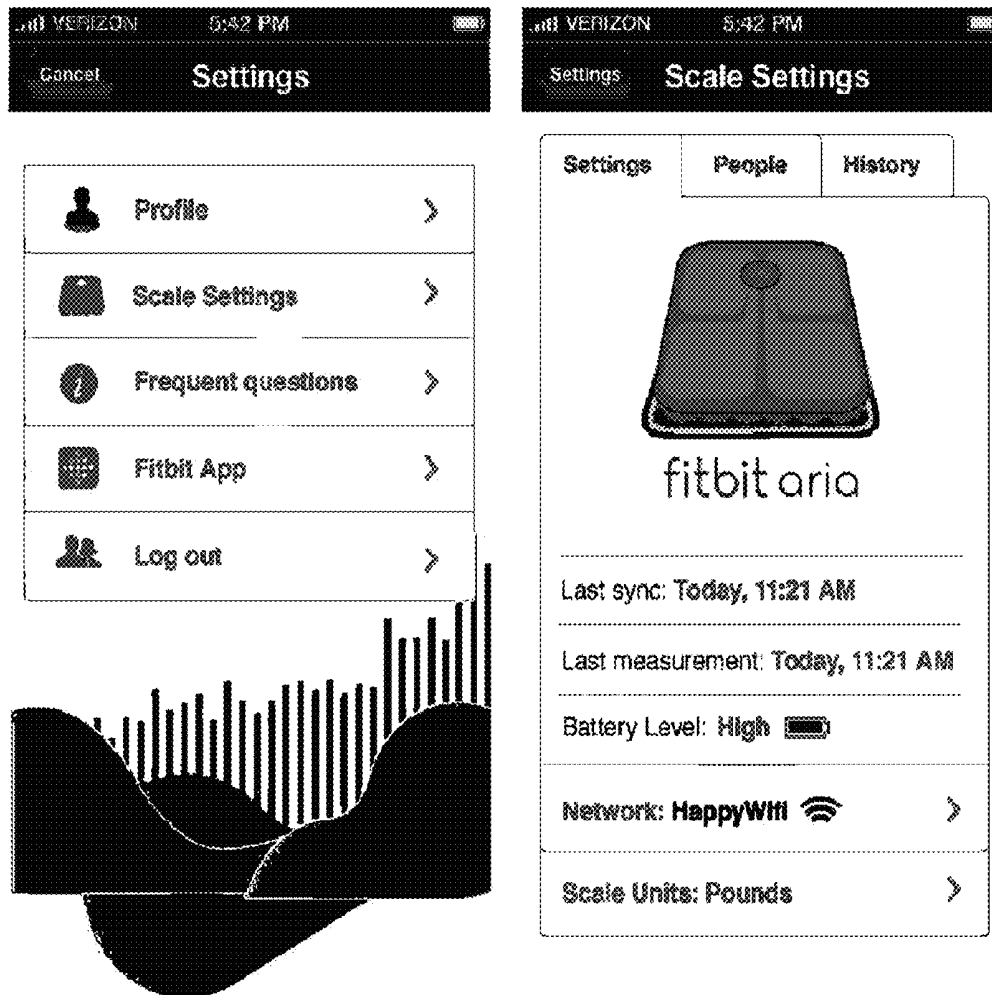 VERIZON 5:42 PM
Cancel Settings
Profile
Scale Settings
Frequent questions
Fitbit App
Log out
VERIZON 5:42 PM
Settings Scale Settings
Settings People History
fitbit aria
Last sync: Today, 11:21 AM
Last measurement: Today, 11:21 AM
Battery Level: High
Network: HappyWifi
Scale Units: Pounds